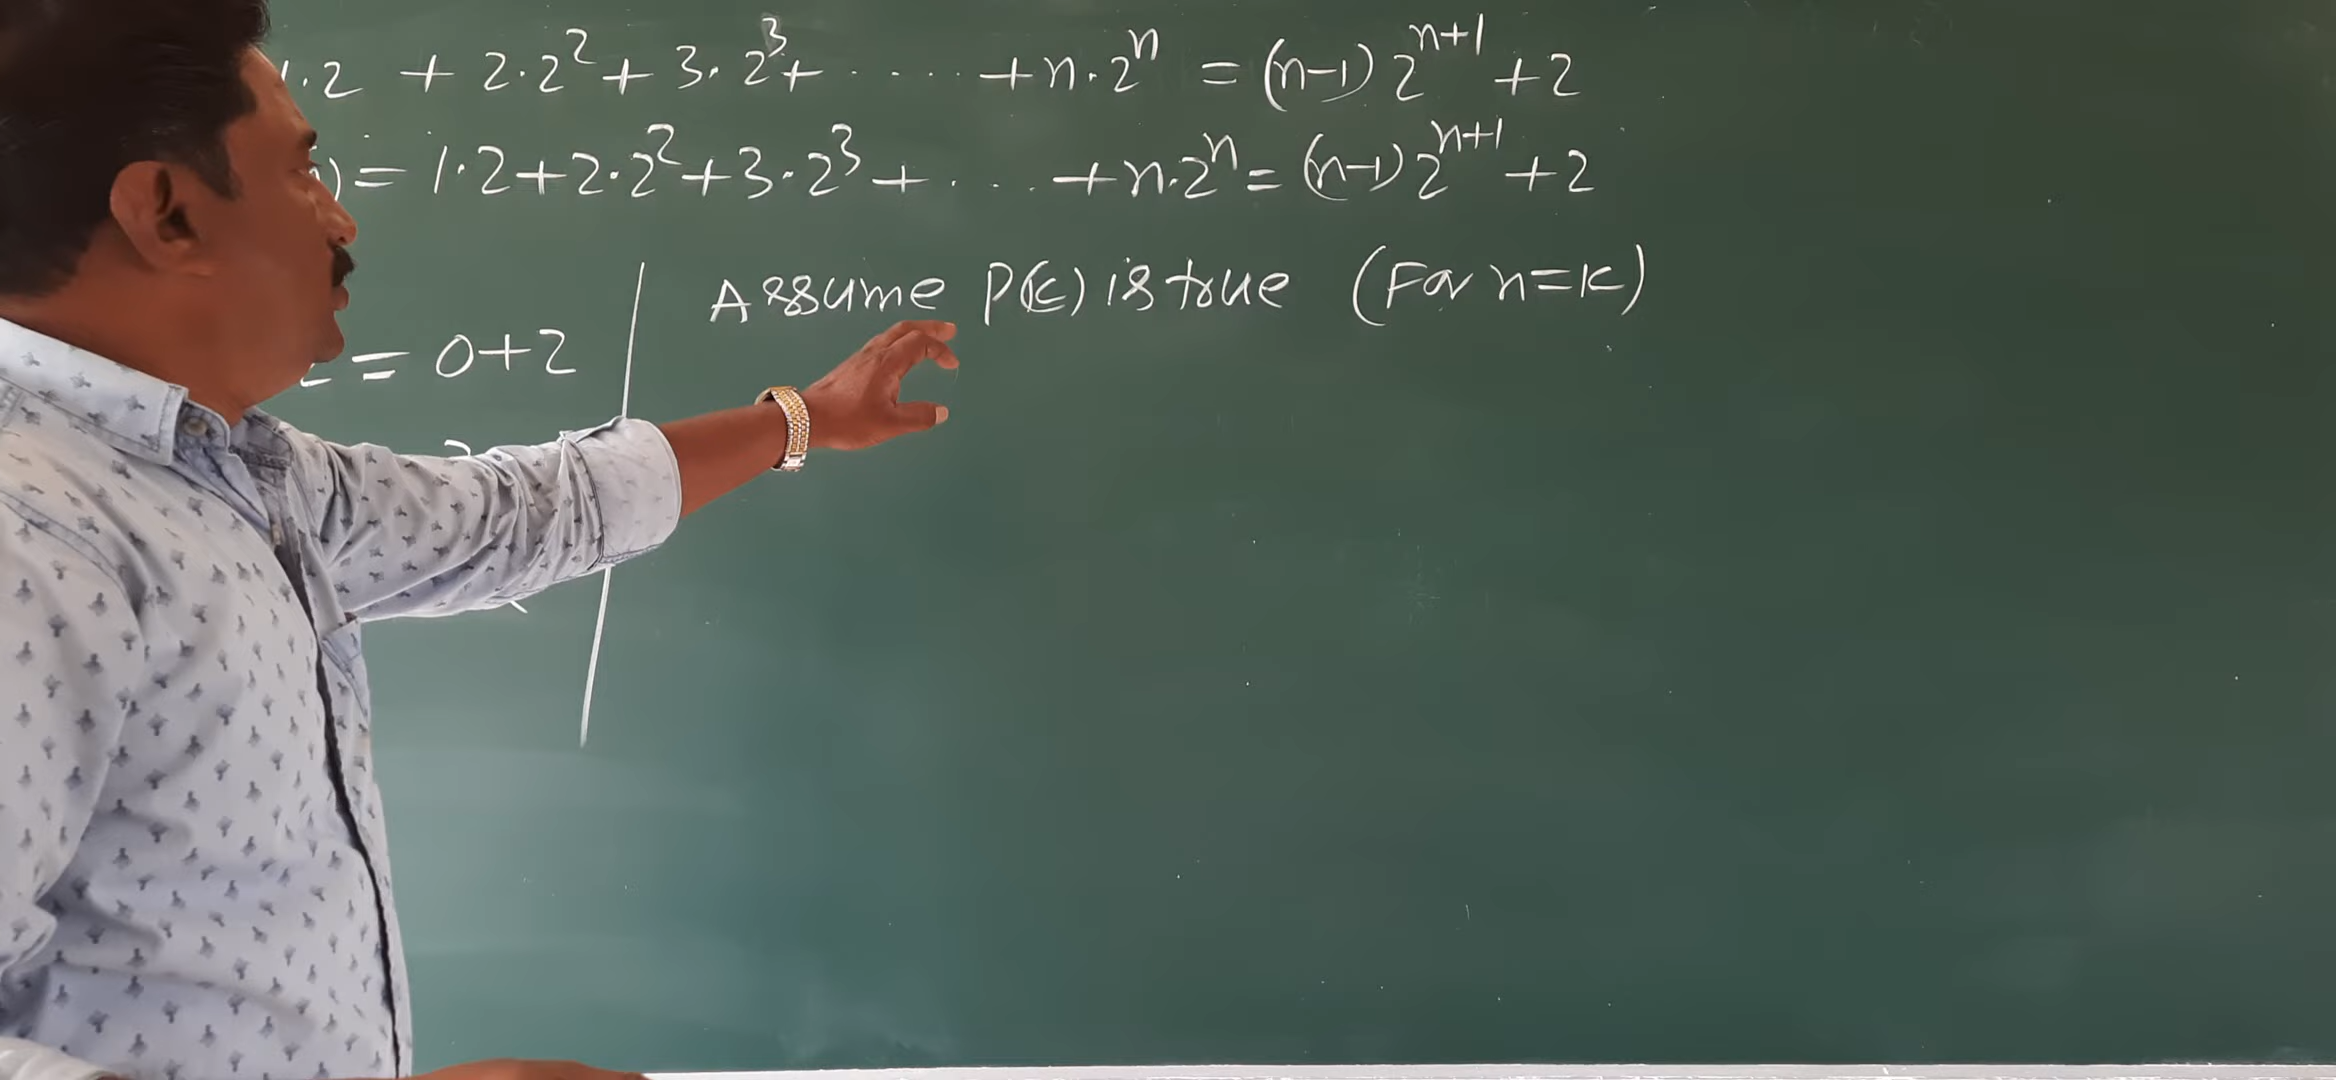 1·2 + 2·2² + 3·2³+ ····· +n·2ⁿ = (n-1) 2ⁿ⁺¹ +2
) = 1·2+2·2²+3·2³+ ···· +n·2ⁿ= (n-1) 2ⁿ⁺¹ +2
Assume P(k) is true (For n=k)
= 0+2